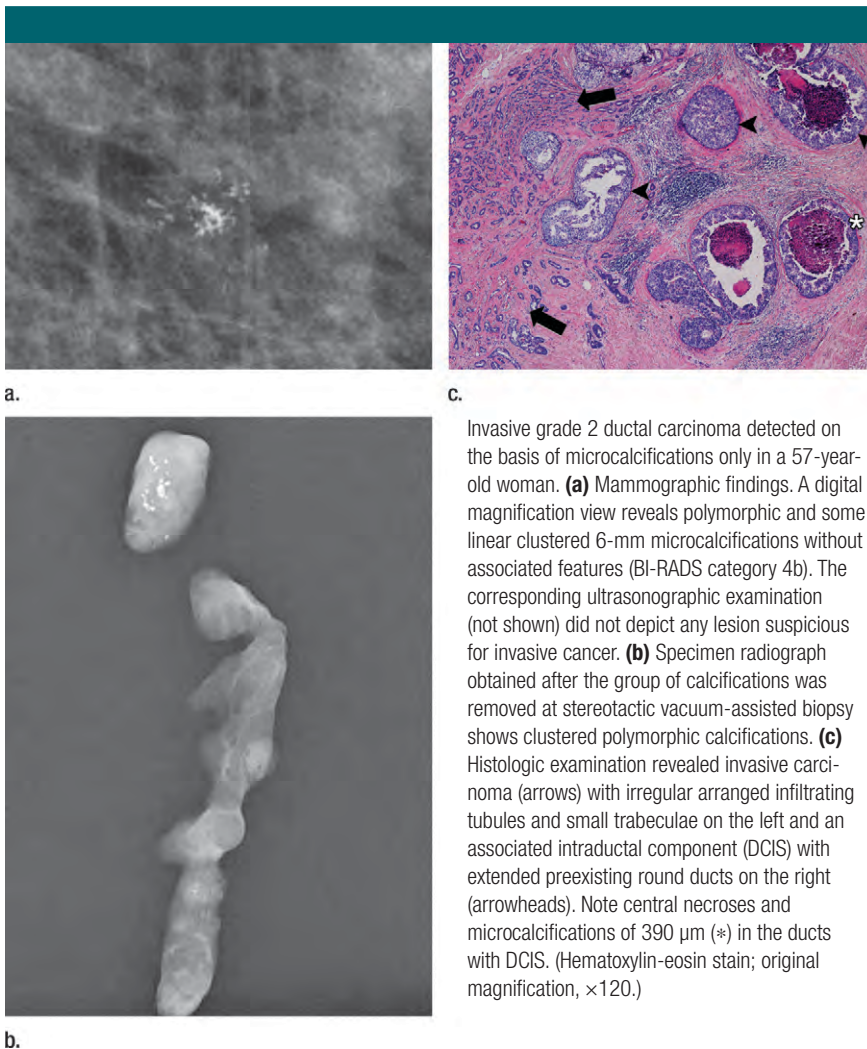 a.
c.
b.
Invasive grade 2 ductal carcinoma detected on
the basis of microcalcifications only in a 57-year-
old woman. (a) Mammographic findings. A digital
magnification view reveals polymorphic and some
linear clustered 6-mm microcalcifications without
associated features (BI-RADS category 4b). The
corresponding ultrasonographic examination
(not shown) did not depict any lesion suspicious
for invasive cancer. (b) Specimen radiograph
obtained after the group of calcifications was
removed at stereotactic vacuum-assisted biopsy
shows clustered polymorphic calcifications. (c)
Histologic examination revealed invasive carci-
noma (arrows) with irregular arranged infiltrating
tubules and small trabeculae on the left and an
associated intraductal component (DCIS) with
extended preexisting round ducts on the right
(arrowheads). Note central necroses and
microcalcifications of 390 µm (*) in the ducts
with DCIS. (Hematoxylin-eosin stain; original
magnification, ×120.)